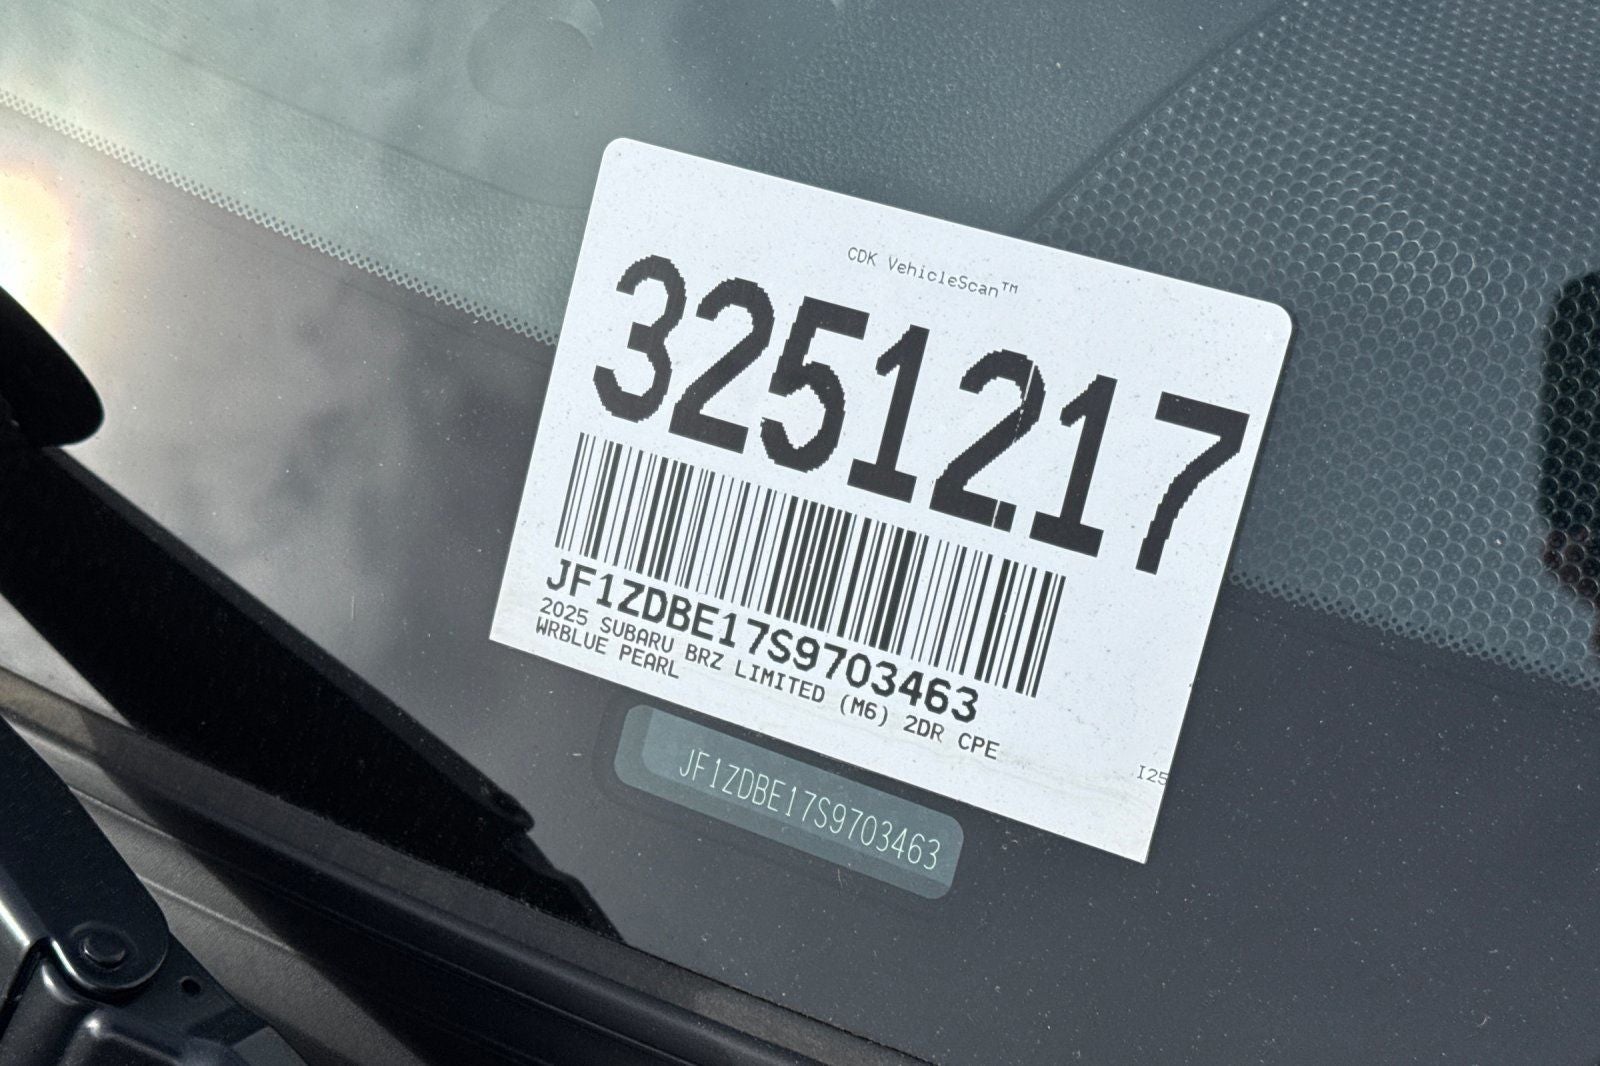 CDK VehicleScan™
3251217
JF1ZDBE17S9703463
2025 SUBARU BRZ LIMITED (M6) 2DR CPE
WRBLUE PEARL
I25
JF1ZDBE17S9703463